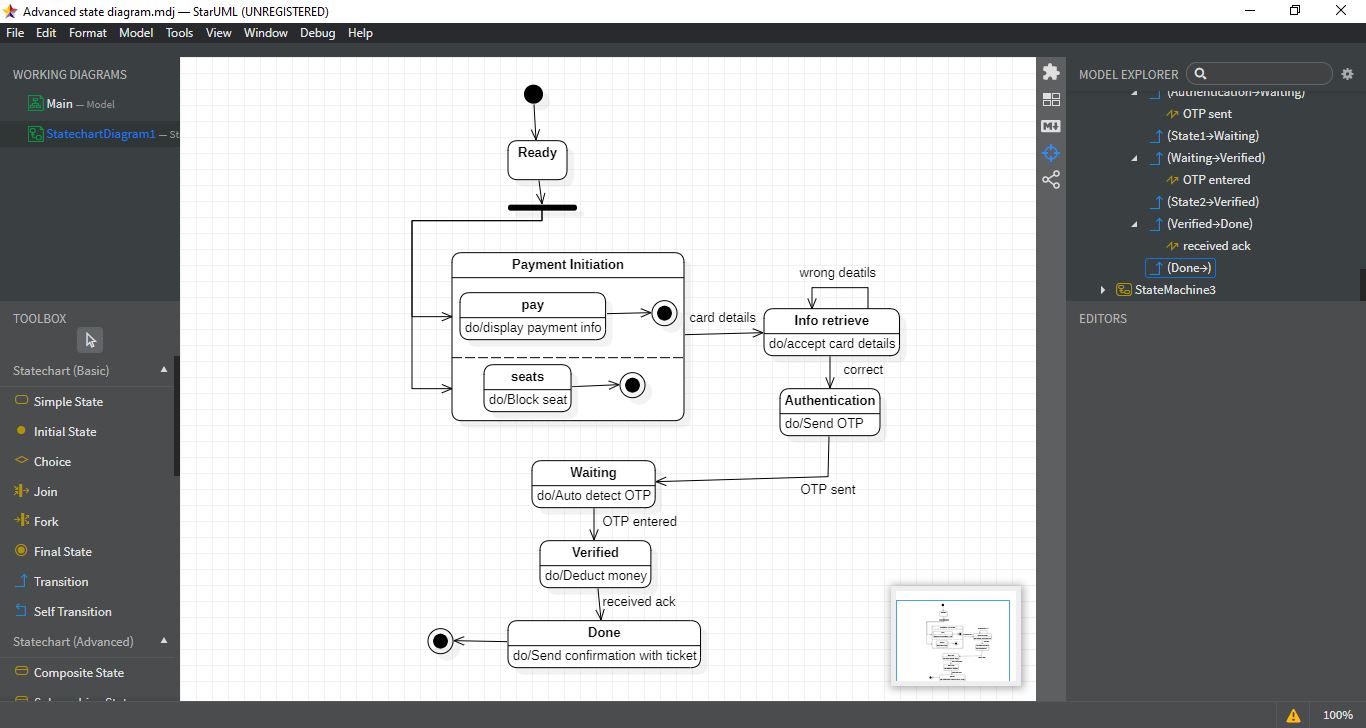 Advanced state diagram.mdj — StarUML (UNREGISTERED)
File Edit Format Model Tools View Window Debug Help
WORKING DIAGRAMS
Main — Model
StatechartDiagram1 — St
TOOLBOX
Statechart (Basic)
Simple State
Initial State
Choice
Join
Fork
Final State
Transition
Self Transition
Statechart (Advanced)
Composite State
Ready
Payment Initiation
pay
do/display payment info
seats
do/Block seat
card details
wrong deatils
Info retrieve
do/accept card details
correct
Authentication
do/Send OTP
OTP sent
Waiting
do/Auto detect OTP
OTP entered
Verified
do/Deduct money
received ack
Done
do/Send confirmation with ticket
M↓
MODEL EXPLORER
(Authentication→Waiting)
OTP sent
(State1→Waiting)
(Waiting→Verified)
OTP entered
(State2→Verified)
(Verified→Done)
received ack
(Done→)
StateMachine3
EDITORS
100%